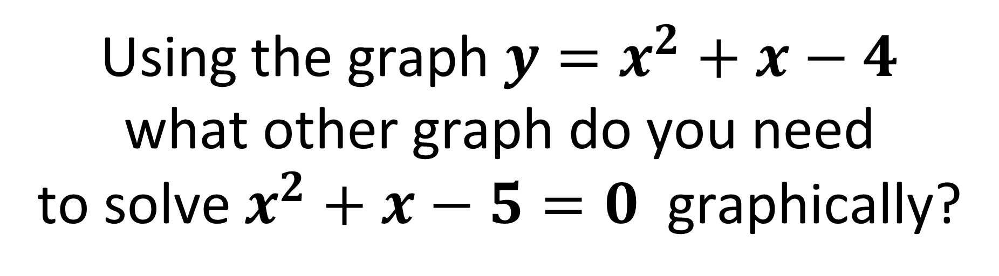 Using the graph y = x² + x − 4
what other graph do you need
to solve x² + x − 5 = 0 graphically?